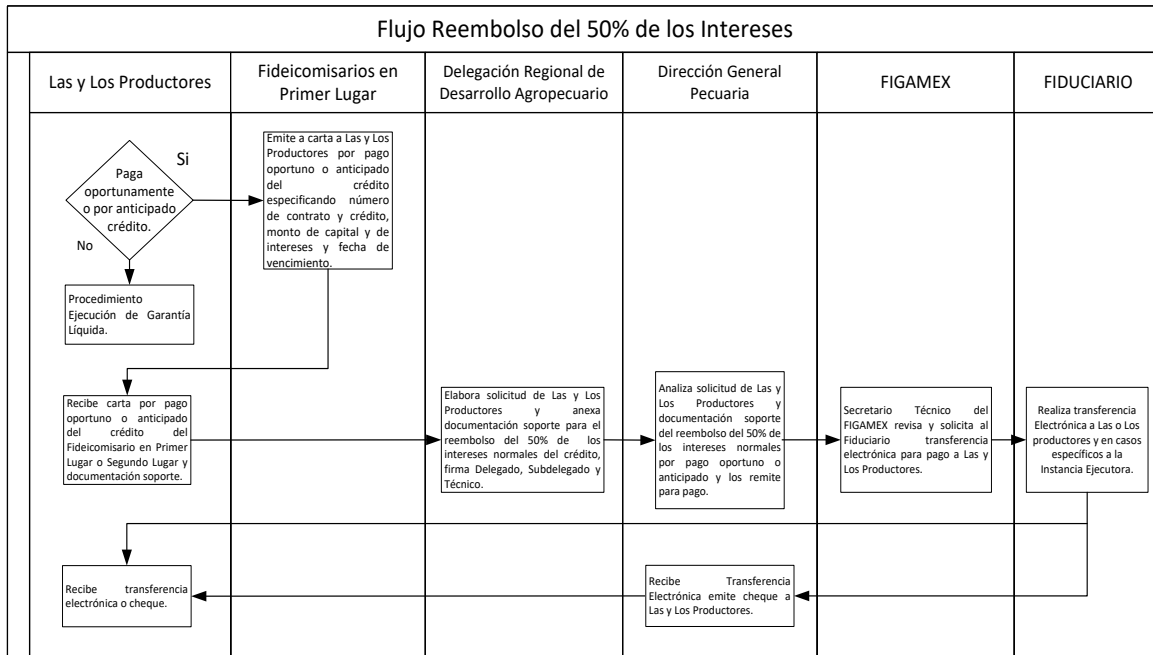 Flujo Reembolso del 50% de los Intereses
Las y Los Productores
Fideicomisarios en
Primer Lugar
Delegación Regional de
Desarrollo Agropecuario
Dirección General
Pecuaria
FIGAMEX
FIDUCIARIO
Paga
oportunamente
o por anticipado
crédito.
Si
No
Emite a carta a Las y Los
Productores por pago
oportuno o anticipado
del crédito
especificando número
de contrato y crédito,
monto de capital y de
intereses y fecha de
vencimiento.
Procedimiento
Ejecución de Garantía
Líquida.
Recibe carta por pago
oportuno o anticipado
del crédito del
Fideicomisario en Primer
Lugar o Segundo Lugar y
documentación soporte.
Elabora solicitud de Las y Los
Productores y anexa
documentación soporte para el
reembolso del 50% de los
intereses normales del crédito,
firma Delegado, Subdelegado y
Técnico.
Analiza solicitud de Las y
Los Productores y
documentación soporte
del reembolso del 50% de
los intereses normales
por pago oportuno o
anticipado y los remite
para pago.
Secretario Técnico del
FIGAMEX revisa y solicita al
Fiduciario transferencia
electrónica para pago a Las y
Los Productores.
Realiza transferencia
Electrónica a Las o Los
productores y en casos
específicos a la
Instancia Ejecutora.
Recibe transferencia
electrónica o cheque.
Recibe Transferencia
Electrónica emite cheque a
Las y Los Productores.